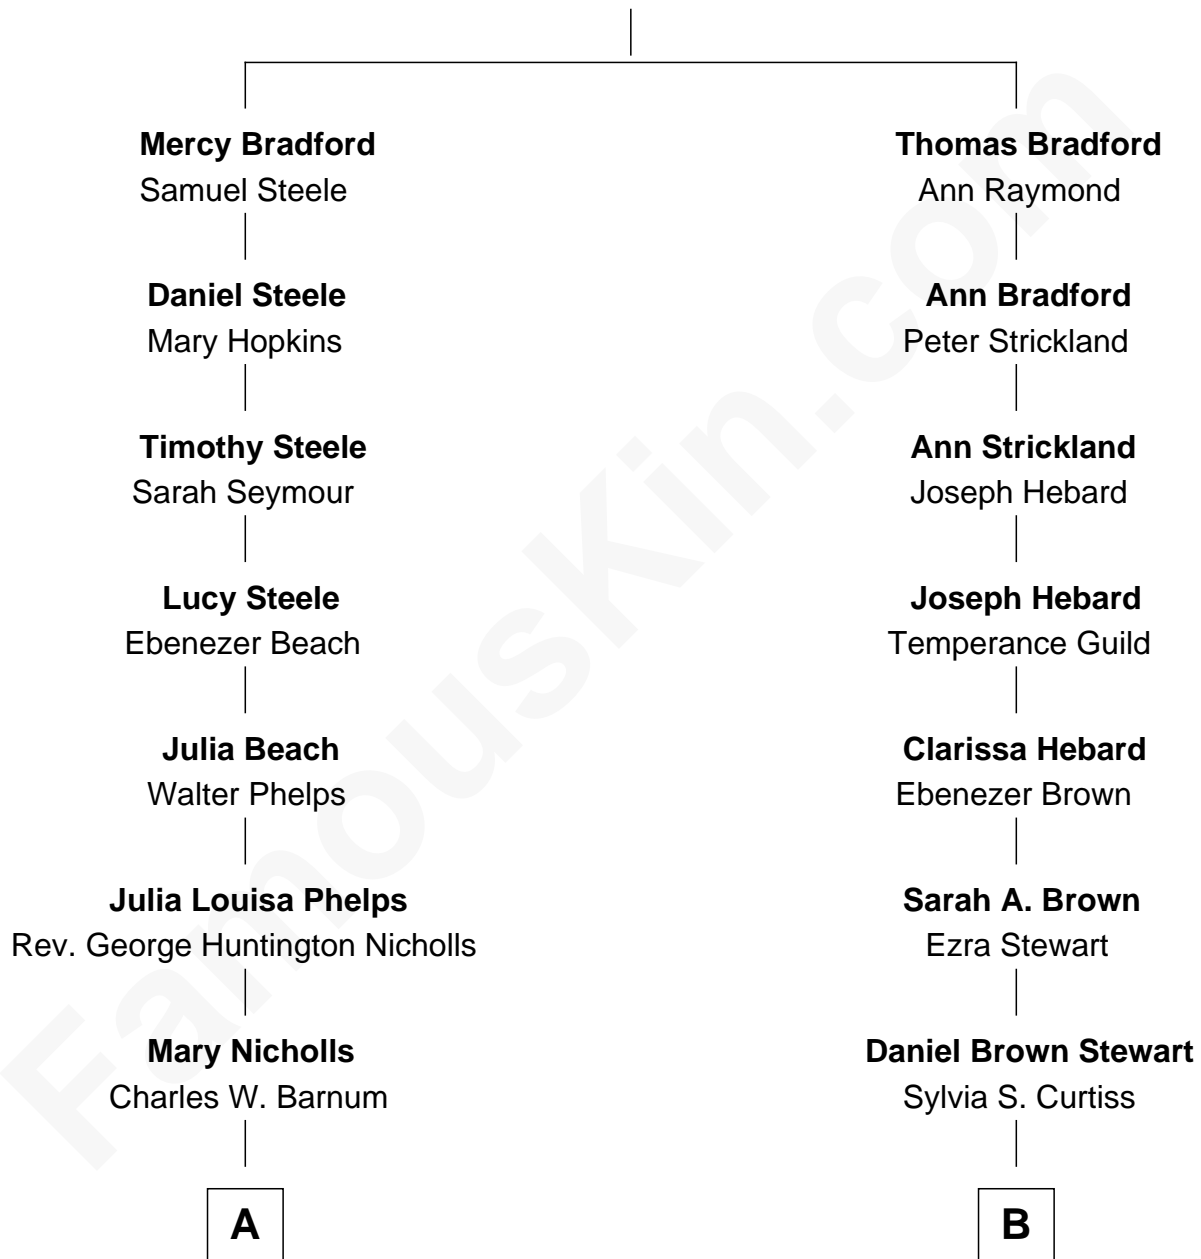 Mercy Bradford
Samuel Steele
Daniel Steele
Mary Hopkins
Timothy Steele
Sarah Seymour
Lucy Steele
Ebenezer Beach
Julia Beach
Walter Phelps
Julia Louisa Phelps
Rev. George Huntington Nicholls
Mary Nicholls
Charles W. Barnum
A
Thomas Bradford
Ann Raymond
Ann Bradford
Peter Strickland
Ann Strickland
Joseph Hebard
Joseph Hebard
Temperance Guild
Clarissa Hebard
Ebenezer Brown
Sarah A. Brown
Ezra Stewart
Daniel Brown Stewart
Sylvia S. Curtiss
B
FamousKin.com